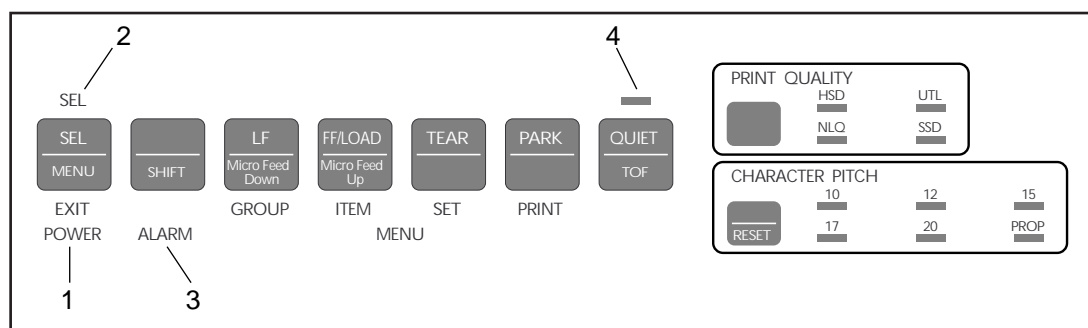 2
4
SEL
SEL
MENU
SHIFT
LF
Micro Feed
Down
FF/LOAD
Micro Feed
Up
TEAR
PARK
QUIET
TOF
EXIT
GROUP
ITEM
SET
PRINT
POWER
ALARM
MENU
1
3
PRINT QUALITY
HSD
UTL
NLQ
SSD
CHARACTER PITCH
10
12
15
RESET
17
20
PROP